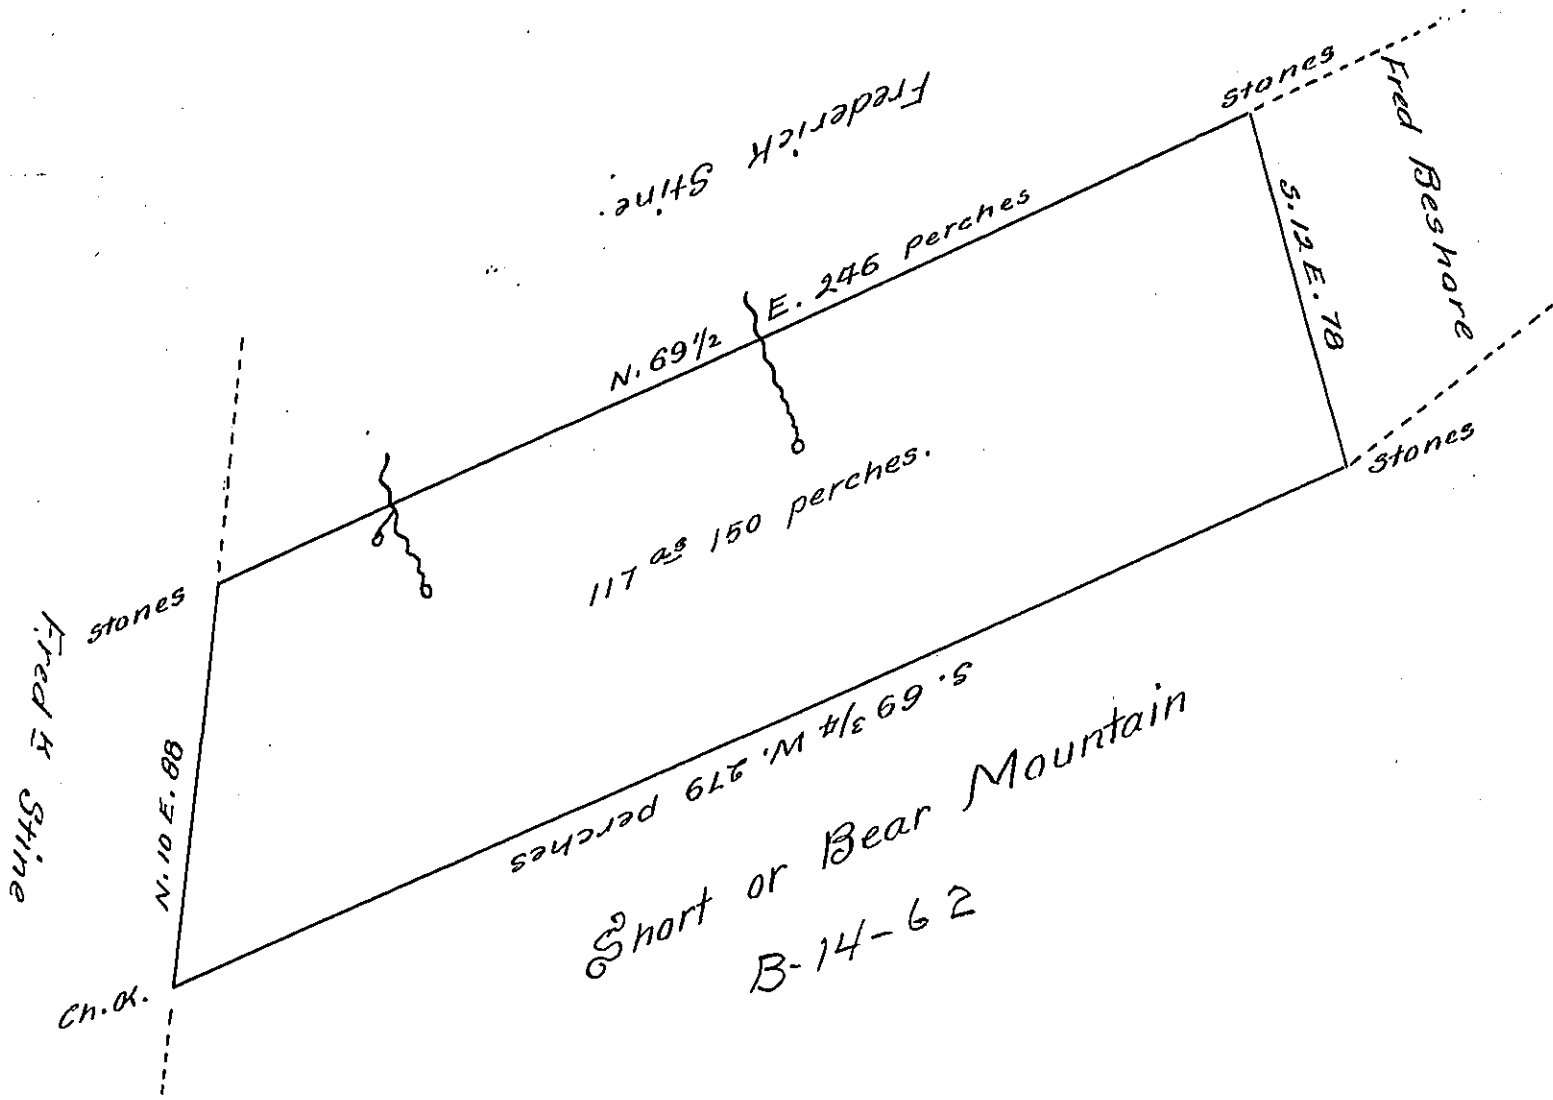 Frederick Stine.
Stones
Fred Beshore
N. 69 1/2 E. 246 perches
S. 12 E. 78
Stones
117 as 150 perches.
Stones
Fred K Stine
N. 10 E. 88
S. 69 3/4 W. 279 perches
Ch.O.
Short or Bear Mountain
B-14-62